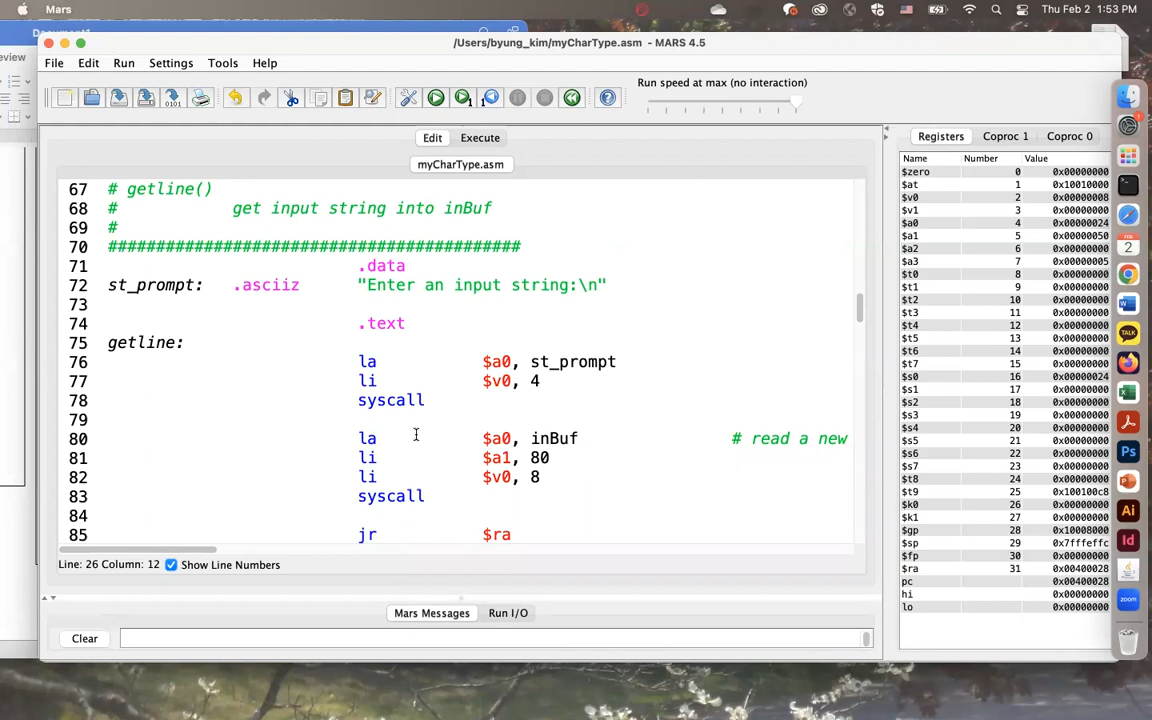 Mars
Thu Feb 2 1:53 PM
Document1
/Users/byung_kim/myCharType.asm - MARS 4.5
eview
File Edit Run Settings Tools Help
Run speed at max (no interaction)
Edit Execute
myCharType.asm
67 # getline()
68 # get input string into inBuf
69 #
70 ###########################################
71 .data
72 st_prompt: .asciiz "Enter an input string:\n"
73
74 .text
75 getline:
76 la $a0, st_prompt
77 li $v0, 4
78 syscall
79
80 la $a0, inBuf # read a new
81 li $a1, 80
82 li $v0, 8
83 syscall
84
85 jr $ra
Line: 26 Column: 12 Show Line Numbers
Mars Messages Run I/O
Clear
Registers Coproc 1 Coproc 0
Name Number Value
$zero 0 0x00000000
$at 1 0x10010000
$v0 2 0x00000008
$v1 3 0x00000000
$a0 4 0x00000024
$a1 5 0x00000050
$a2 6 0x00000000
$a3 7 0x00000005
$t0 8 0x00000000
$t1 9 0x00000000
$t2 10 0x00000000
$t3 11 0x00000000
$t4 12 0x00000000
$t5 13 0x00000000
$t6 14 0x00000000
$t7 15 0x00000000
$s0 16 0x00000024
$s1 17 0x00000000
$s2 18 0x00000000
$s3 19 0x00000000
$s4 20 0x00000000
$s5 21 0x00000000
$s6 22 0x00000000
$s7 23 0x00000000
$t8 24 0x00000000
$t9 25 0x100100c8
$k0 26 0x00000000
$k1 27 0x00000000
$gp 28 0x10008000
$sp 29 0x7fffeffc
$fp 30 0x00000000
$ra 31 0x00400028
pc 0x00400028
hi 0x00000000
lo 0x00000000
FEB
2
TALK
Ps
Ai
Id
zoom